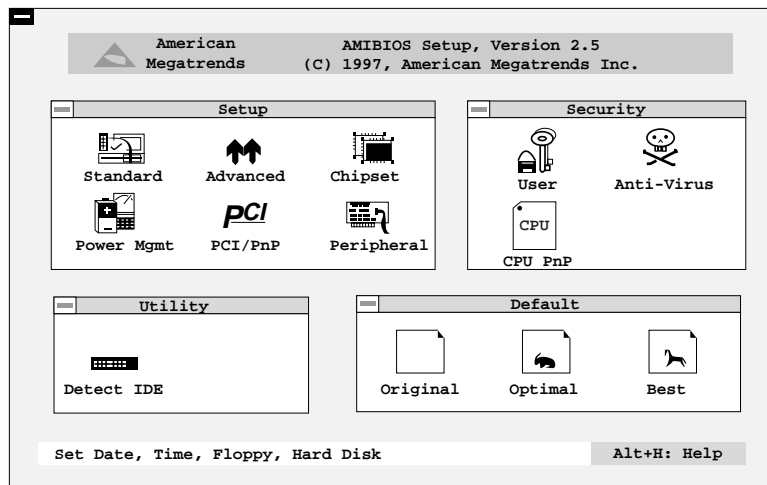 American
Megatrends
AMIBIOS Setup, Version 2.5
(C) 1997, American Megatrends Inc.
Setup
Standard
Advanced
Chipset
Power Mgmt
PCI
PCI/PnP
Peripheral
Security
User
Anti-Virus
CPU
CPU PnP
Utility
Detect IDE
Default
Original
Optimal
Best
Set Date, Time, Floppy, Hard Disk
Alt+H: Help